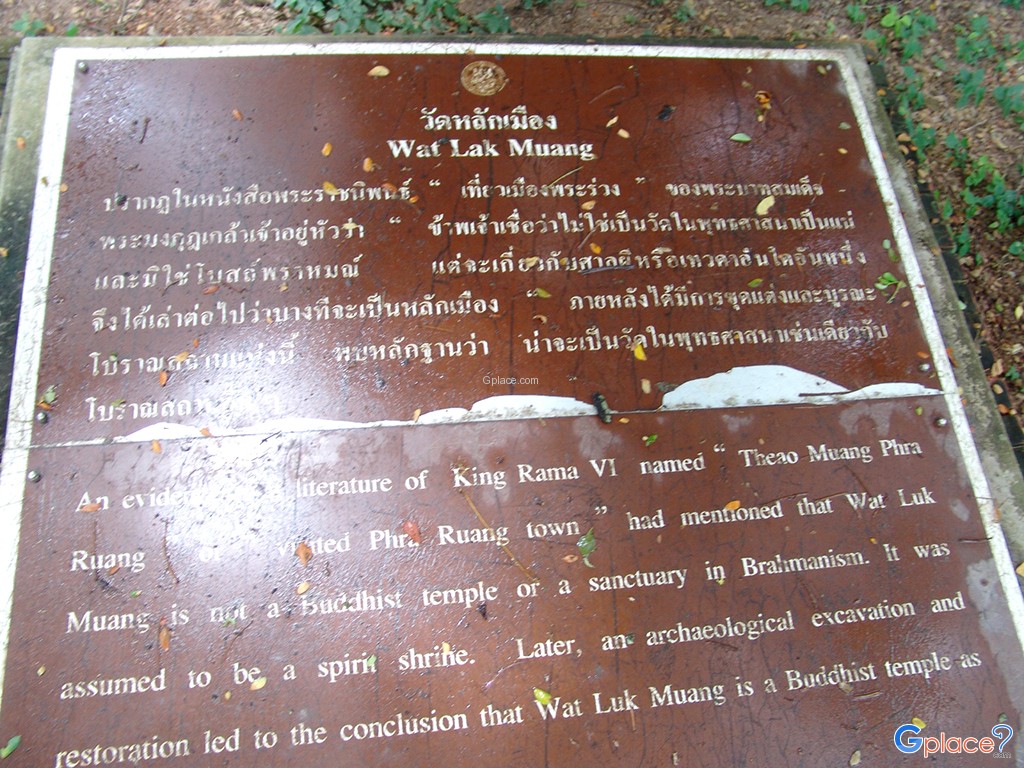 วัดหลักเมือง
Wat Lak Muang
ปรากฏในหนังสือพระราชนิพนธ์ “ เที่ยวเมืองพระร่วง ” ของพระบาทสมเด็จ
พระมงกุฎเกล้าเจ้าอยู่หัวว่า “ ข้าพเจ้าเชื่อว่าไม่ใช่เป็นวัดในพุทธศาสนาเป็นแน่
และมิใช่โบสถ์พราหมณ์ แต่จะเกี่ยวกับศาลผีหรือเทวดาอันใดอันหนึ่ง
จึงได้เล่าต่อไปว่าบางทีจะเป็นหลักเมือง “ ภายหลังได้มีการขุดแต่งและบูรณะ
โบราณสถานแห่งนี้ พบหลักฐานว่า น่าจะเป็นวัดในพุทธศาสนาเช่นเดียวกับ
Gplace.com
An literature of King Rama VI named “ Theao Muang Phra
Ruang visited Phra Ruang town ” had mentioned that Wat Luk
Muang is not a Buddhist temple or a sanctuary in Brahmanism. It was
assumed to be a spirit shrine. Later, an archaeological excavation and
restoration led to the conclusion that Wat Luk Muang is a Buddhist temple as
Gplace?.com